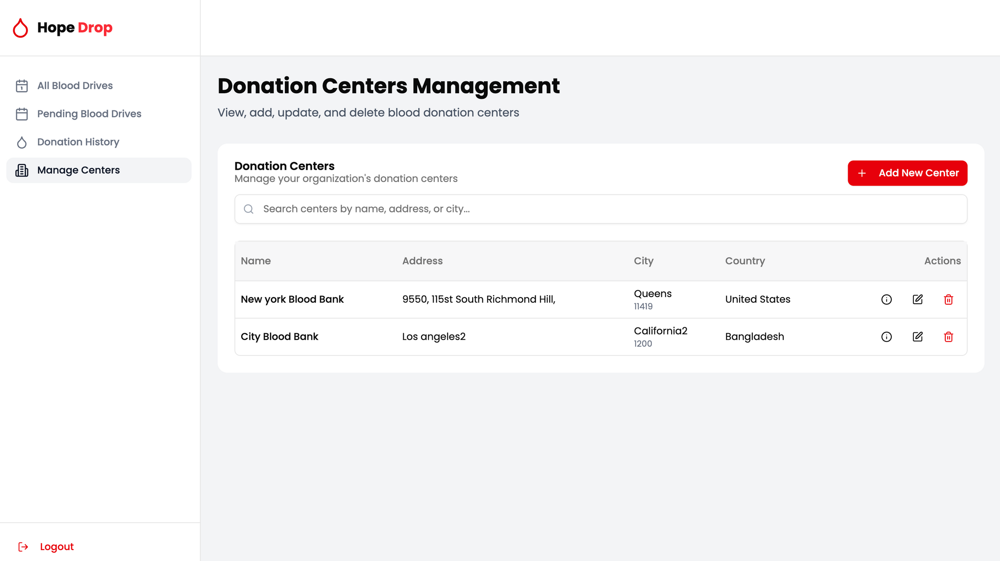 Hope Drop
All Blood Drives
Pending Blood Drives
Donation History
Manage Centers
Logout
Donation Centers Management
View, add, update, and delete blood donation centers
Donation Centers
Manage your organization's donation centers
Add New Center
Search centers by name, address, or city...
Name Address City Country Actions
New york Blood Bank 9550, 115st South Richmond Hill, Queens United States
11419
City Blood Bank Los angeles2 California2 Bangladesh
1200